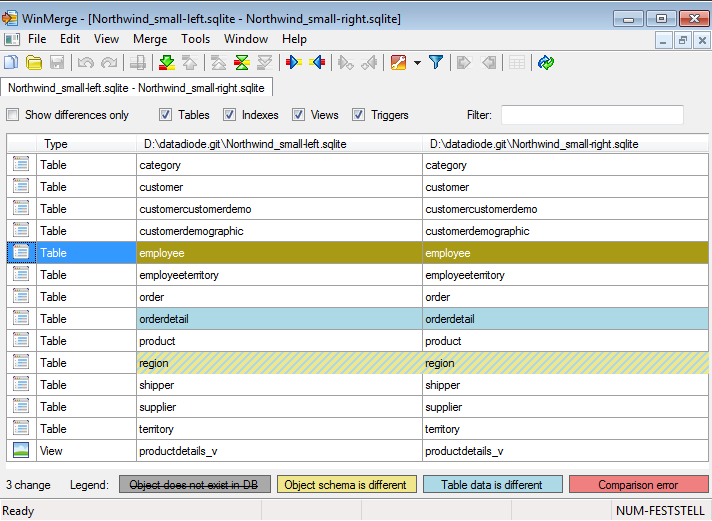 WinMerge - [Northwind_small-left.sqlite - Northwind_small-right.sqlite]
File Edit View Merge Tools Window Help
Northwind_small-left.sqlite - Northwind_small-right.sqlite
Show differences only Tables Indexes Views Triggers Filter:
Type D:\datadiode.git\Northwind_small-left.sqlite D:\datadiode.git\Northwind_small-right.sqlite
Table category category
Table customer customer
Table customercustomerdemo customercustomerdemo
Table customerdemographic customerdemographic
Table employee employee
Table employeeterritory employeeterritory
Table order order
Table orderdetail orderdetail
Table product product
Table region region
Table shipper shipper
Table supplier supplier
Table territory territory
View productdetails_v productdetails_v
3 change Legend: Object does not exist in DB Object schema is different Table data is different Comparison error
Ready NUM-FESTSTELL